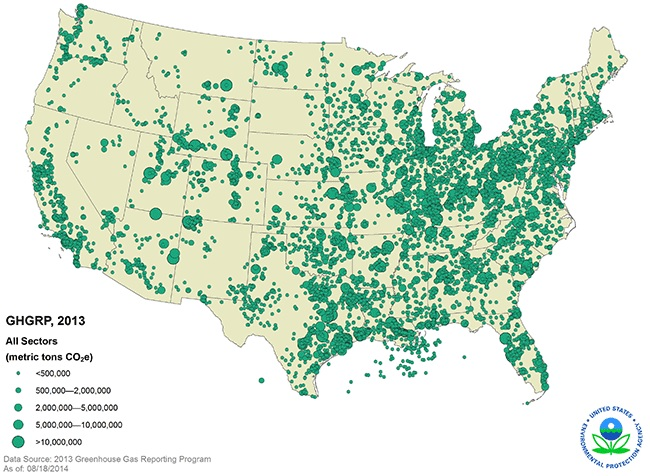 GHGRP, 2013
All Sectors
(metric tons CO₂e)
<500,000
500,000—2,000,000
2,000,000—5,000,000
5,000,000—10,000,000
>10,000,000
Data Source: 2013 Greenhouse Gas Reporting Program
As of: 08/18/2014
UNITED STATES
ENVIRONMENTAL PROTECTION AGENCY